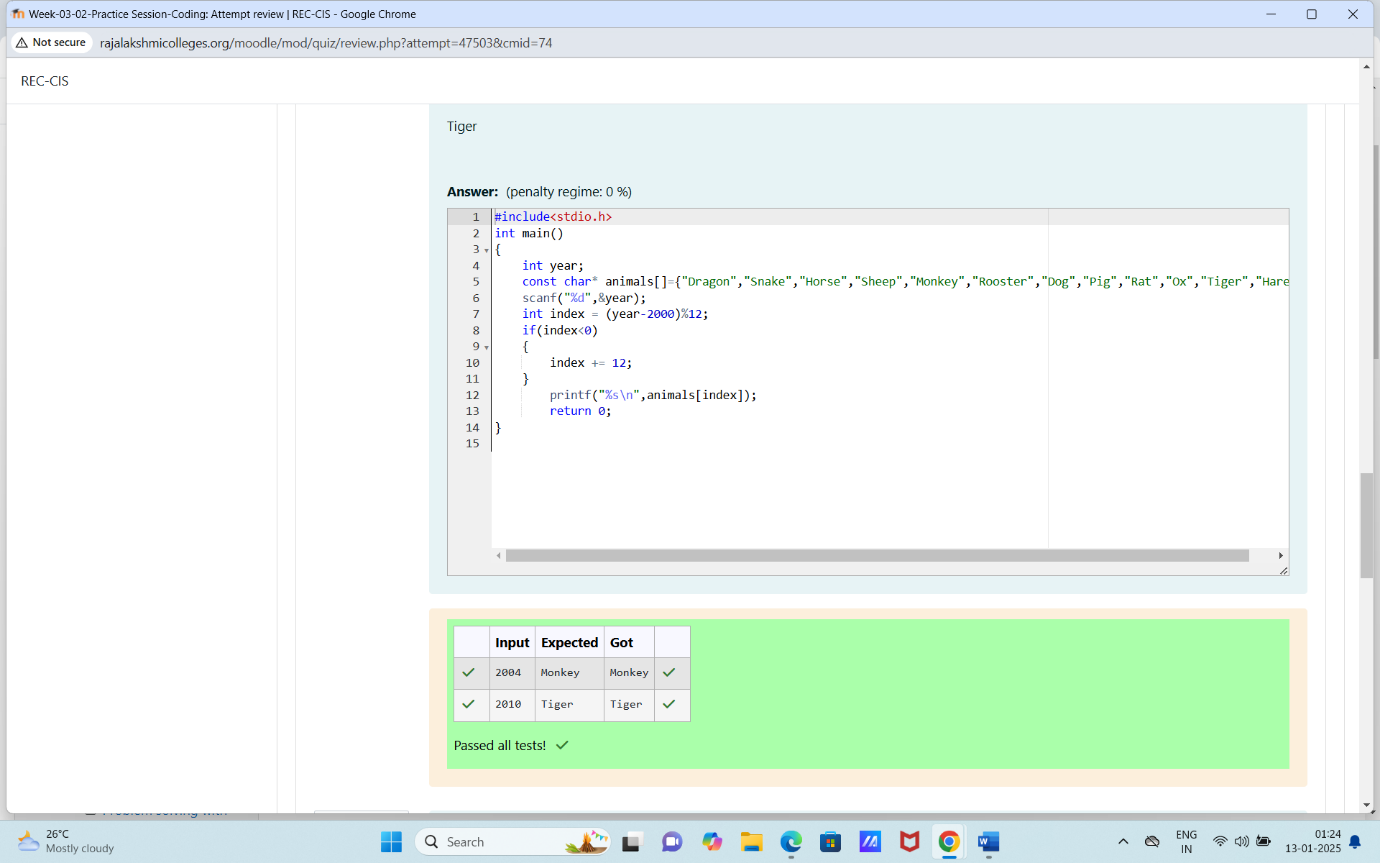 Week-03-02-Practice Session-Coding: Attempt review | REC-CIS - Google Chrome
Not secure rajalakshmicolleges.org/moodle/mod/quiz/review.php?attempt=47503&cmid=74
REC-CIS
Tiger
Answer: (penalty regime: 0 %)
1 #include<stdio.h>
2 int main()
3 {
4 int year;
5 const char* animals[]={"Dragon","Snake","Horse","Sheep","Monkey","Rooster","Dog","Pig","Rat","Ox","Tiger","Hare
6 scanf("%d",&year);
7 int index = (year-2000)%12;
8 if(index<0)
9 {
10 index += 12;
11 }
12 printf("%s\n",animals[index]);
13 return 0;
14 }
15
Input Expected Got
2004 Monkey Monkey
2010 Tiger Tiger
Passed all tests!
26°C
Mostly cloudy
Search
ENG
IN
01:24
13-01-2025